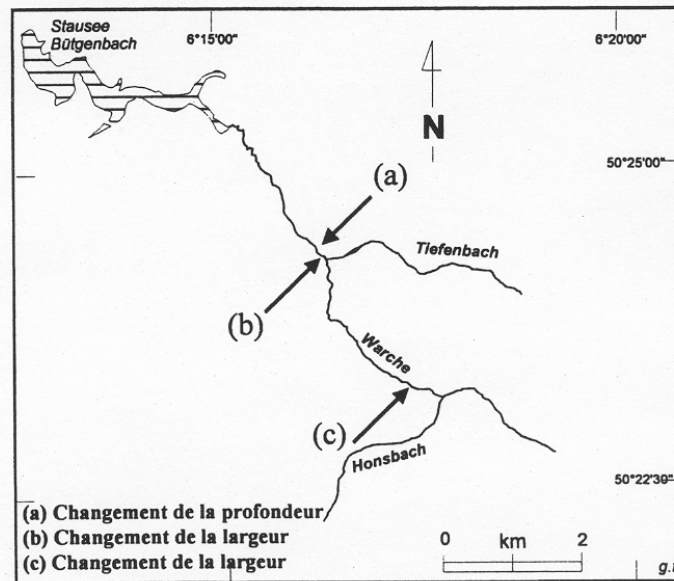 Stausee
Bütgenbach
6°15'00"
6°20'00"
N
50°25'00"
(a)
Tiefenbach
(b)
Warche
(c)
Honsbach
50°22'39"
(a) Changement de la profondeur
(b) Changement de la largeur
(c) Changement de la largeur
0 km 2